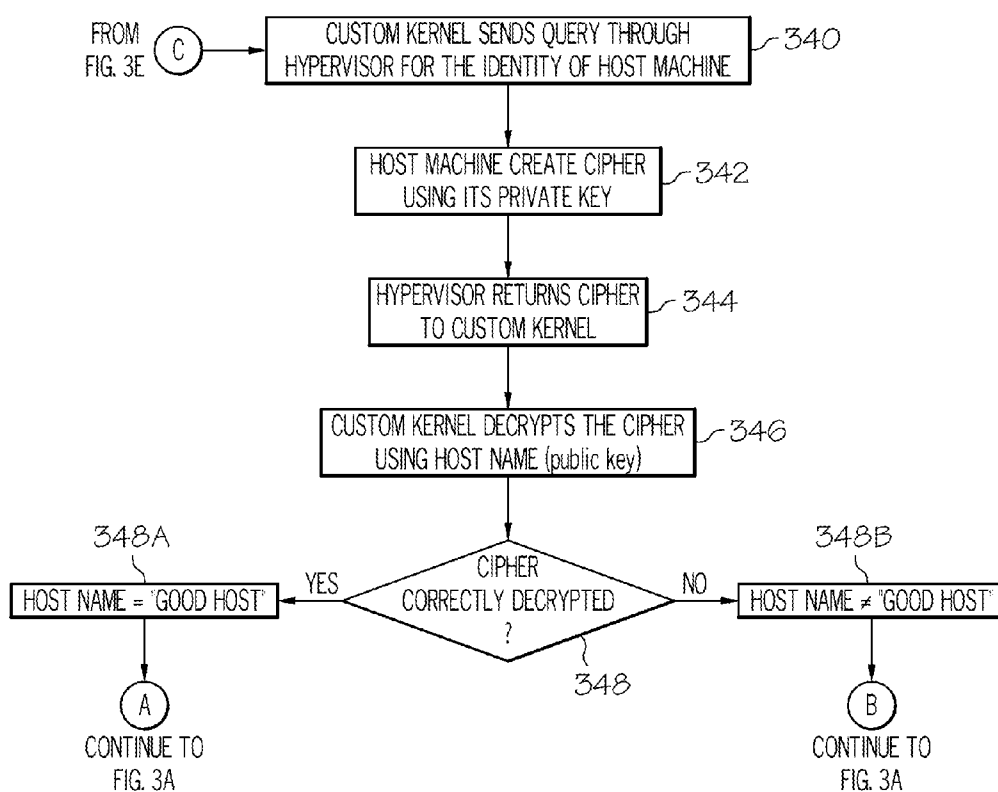 FROM
FIG. 3E
C
CUSTOM KERNEL SENDS QUERY THROUGH
HYPERVISOR FOR THE IDENTITY OF HOST MACHINE
340
HOST MACHINE CREATE CIPHER
USING ITS PRIVATE KEY
342
HYPERVISOR RETURNS CIPHER
TO CUSTOM KERNEL
344
CUSTOM KERNEL DECRYPTS THE CIPHER
USING HOST NAME (public key)
346
348A
HOST NAME = "GOOD HOST"
YES
CIPHER
CORRECTLY DECRYPTED
?
348
NO
348B
HOST NAME ≠ "GOOD HOST"
A
CONTINUE TO
FIG. 3A
B
CONTINUE TO
FIG. 3A